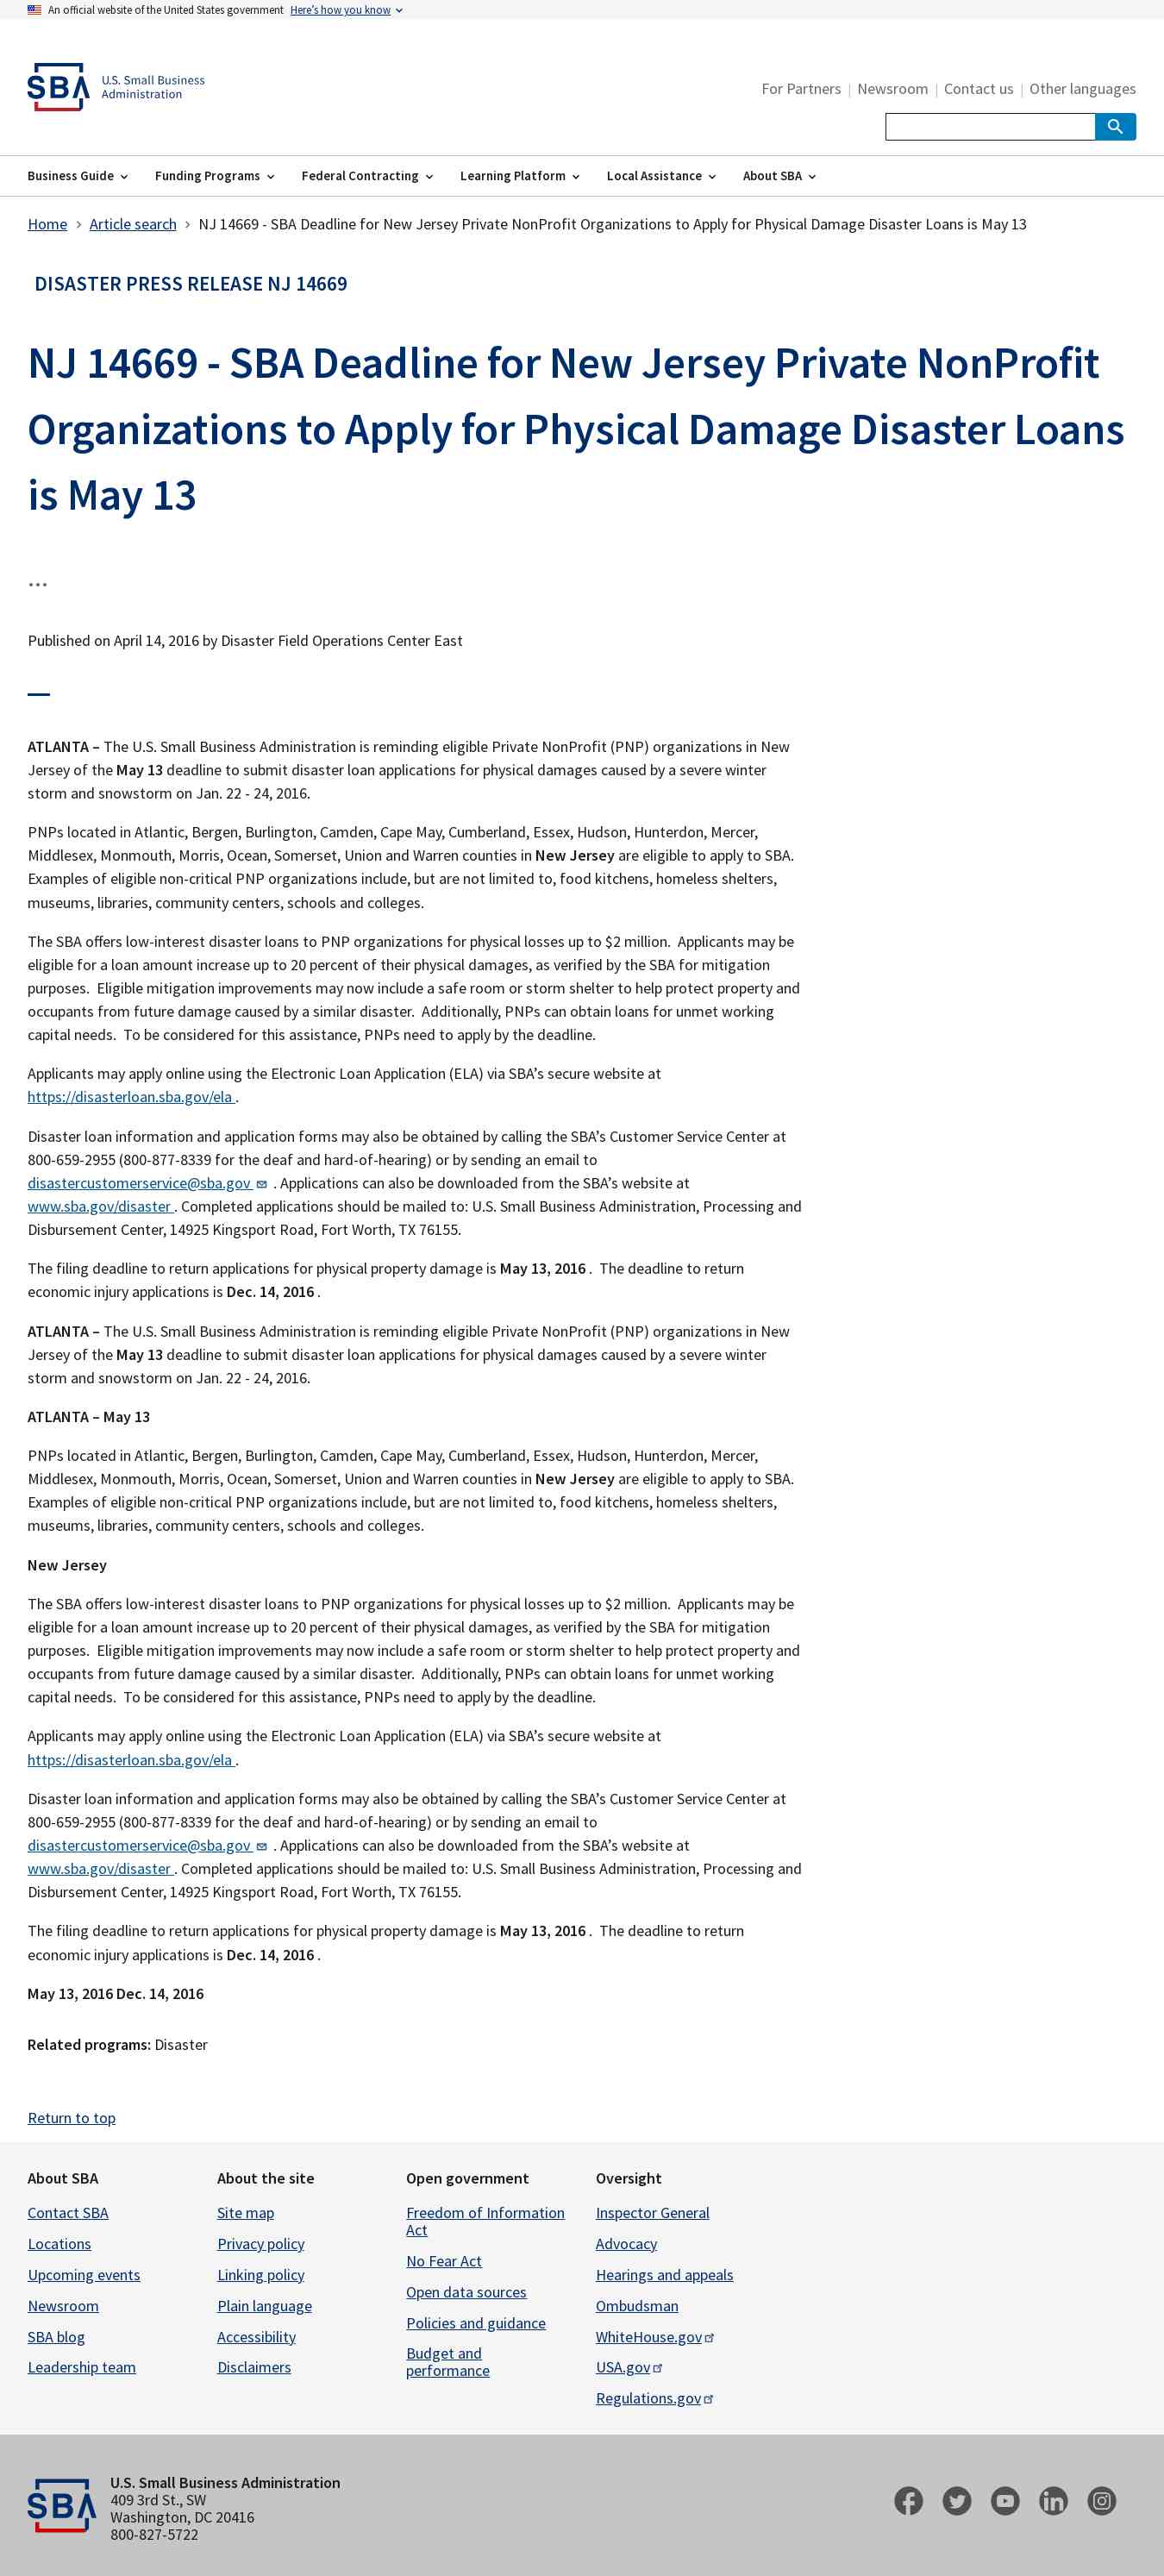 An official website of the United States government Here's how you know
SBA U.S. Small Business
Administration
For Partners | Newsroom | Contact us | Other languages
Business Guide Funding Programs Federal Contracting Learning Platform Local Assistance About SBA
Home > Article search > NJ 14669 - SBA Deadline for New Jersey Private NonProfit Organizations to Apply for Physical Damage Disaster Loans is May 13
DISASTER PRESS RELEASE NJ 14669
NJ 14669 - SBA Deadline for New Jersey Private NonProfit
Organizations to Apply for Physical Damage Disaster Loans
is May 13
...
Published on April 14, 2016 by Disaster Field Operations Center East
ATLANTA – The U.S. Small Business Administration is reminding eligible Private NonProfit (PNP) organizations in New
Jersey of the May 13 deadline to submit disaster loan applications for physical damages caused by a severe winter
storm and snowstorm on Jan. 22 - 24, 2016.
PNPs located in Atlantic, Bergen, Burlington, Camden, Cape May, Cumberland, Essex, Hudson, Hunterdon, Mercer,
Middlesex, Monmouth, Morris, Ocean, Somerset, Union and Warren counties in New Jersey are eligible to apply to SBA.
Examples of eligible non-critical PNP organizations include, but are not limited to, food kitchens, homeless shelters,
museums, libraries, community centers, schools and colleges.
The SBA offers low-interest disaster loans to PNP organizations for physical losses up to $2 million. Applicants may be
eligible for a loan amount increase up to 20 percent of their physical damages, as verified by the SBA for mitigation
purposes. Eligible mitigation improvements may now include a safe room or storm shelter to help protect property and
occupants from future damage caused by a similar disaster. Additionally, PNPs can obtain loans for unmet working
capital needs. To be considered for this assistance, PNPs need to apply by the deadline.
Applicants may apply online using the Electronic Loan Application (ELA) via SBA's secure website at
https://disasterloan.sba.gov/ela .
Disaster loan information and application forms may also be obtained by calling the SBA's Customer Service Center at
800-659-2955 (800-877-8339 for the deaf and hard-of-hearing) or by sending an email to
disastercustomerservice@sba.gov . Applications can also be downloaded from the SBA's website at
www.sba.gov/disaster . Completed applications should be mailed to: U.S. Small Business Administration, Processing and
Disbursement Center, 14925 Kingsport Road, Fort Worth, TX 76155.
The filing deadline to return applications for physical property damage is May 13, 2016 . The deadline to return
economic injury applications is Dec. 14, 2016 .
ATLANTA – The U.S. Small Business Administration is reminding eligible Private NonProfit (PNP) organizations in New
Jersey of the May 13 deadline to submit disaster loan applications for physical damages caused by a severe winter
storm and snowstorm on Jan. 22 - 24, 2016.
ATLANTA – May 13
PNPs located in Atlantic, Bergen, Burlington, Camden, Cape May, Cumberland, Essex, Hudson, Hunterdon, Mercer,
Middlesex, Monmouth, Morris, Ocean, Somerset, Union and Warren counties in New Jersey are eligible to apply to SBA.
Examples of eligible non-critical PNP organizations include, but are not limited to, food kitchens, homeless shelters,
museums, libraries, community centers, schools and colleges.
New Jersey
The SBA offers low-interest disaster loans to PNP organizations for physical losses up to $2 million. Applicants may be
eligible for a loan amount increase up to 20 percent of their physical damages, as verified by the SBA for mitigation
purposes. Eligible mitigation improvements may now include a safe room or storm shelter to help protect property and
occupants from future damage caused by a similar disaster. Additionally, PNPs can obtain loans for unmet working
capital needs. To be considered for this assistance, PNPs need to apply by the deadline.
Applicants may apply online using the Electronic Loan Application (ELA) via SBA's secure website at
https://disasterloan.sba.gov/ela .
Disaster loan information and application forms may also be obtained by calling the SBA's Customer Service Center at
800-659-2955 (800-877-8339 for the deaf and hard-of-hearing) or by sending an email to
disastercustomerservice@sba.gov . Applications can also be downloaded from the SBA's website at
www.sba.gov/disaster . Completed applications should be mailed to: U.S. Small Business Administration, Processing and
Disbursement Center, 14925 Kingsport Road, Fort Worth, TX 76155.
The filing deadline to return applications for physical property damage is May 13, 2016 . The deadline to return
economic injury applications is Dec. 14, 2016 .
May 13, 2016 Dec. 14, 2016
Related programs: Disaster
Return to top
About SBA
Contact SBA
Locations
Upcoming events
Newsroom
SBA blog
Leadership team
About the site
Site map
Privacy policy
Linking policy
Plain language
Accessibility
Disclaimers
Open government
Freedom of Information
Act
No Fear Act
Open data sources
Policies and guidance
Budget and
performance
Oversight
Inspector General
Advocacy
Hearings and appeals
Ombudsman
WhiteHouse.gov
USA.gov
Regulations.gov
SBA
U.S. Small Business Administration
409 3rd St., SW
Washington, DC 20416
800-827-5722